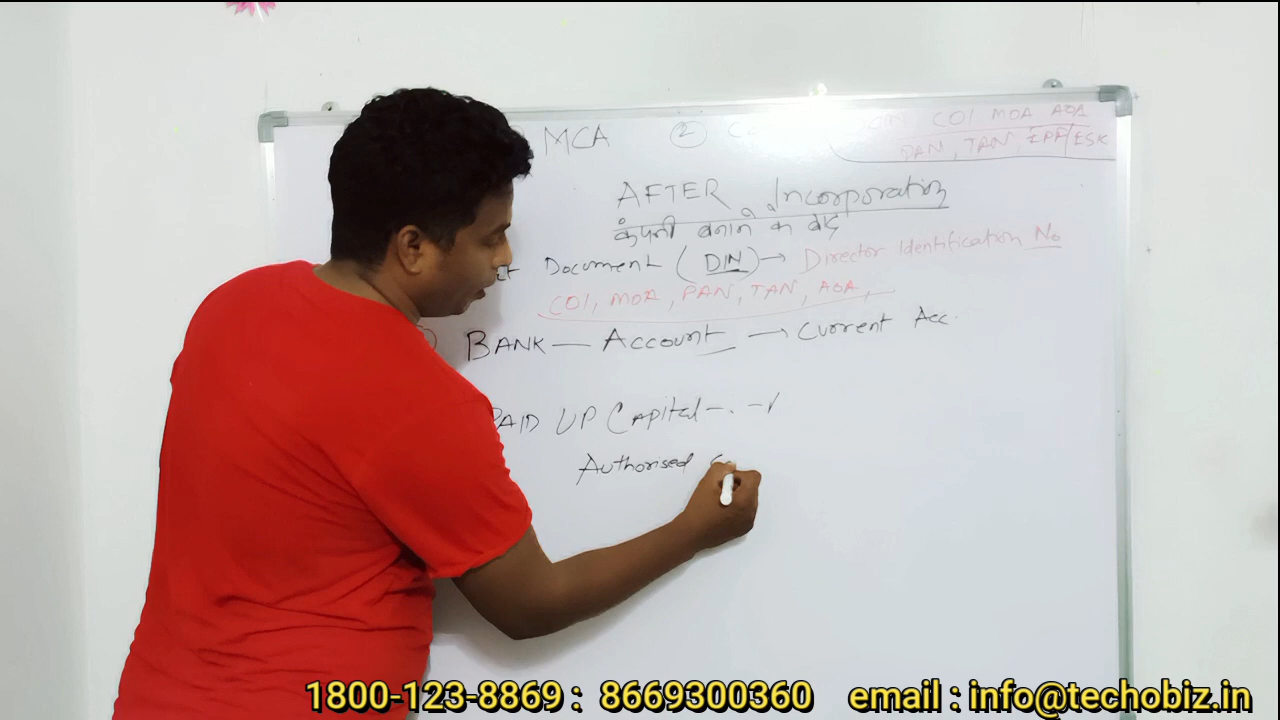 MCA ② CIN COI MOA AOA
PAN, TAN, EPF/ESK
AFTER Incorporation
कंपनी बनाने के बाद
Document (DIN) → Director Identification No
COI, MOA, PAN, TAN, AOA,
BANK — Account → Current Acc.
PAID UP Capital
Authorised
1800-123-8869 : 8669300360 email : info@techobiz.in